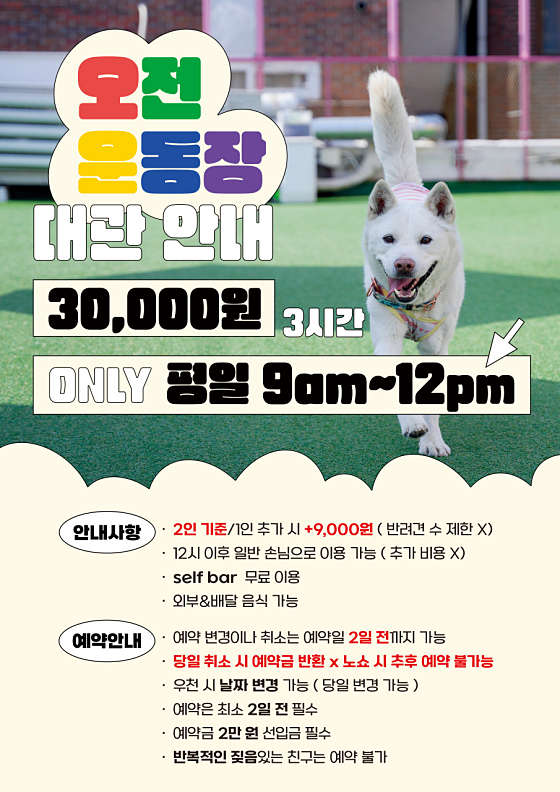 오전
운동장
대관 안내
30,000원 3시간
ONLY 평일 9am~12pm
안내사항
· 2인 기준/1인 추가 시 +9,000원 ( 반려견 수 제한 X)
· 12시 이후 일반 손님으로 이용 가능 ( 추가 비용 X)
· self bar 무료 이용
· 외부&배달 음식 가능
예약안내
· 예약 변경이나 취소는 예약일 2일 전까지 가능
· 당일 취소 시 예약금 반환 x 노쇼 시 추후 예약 불가능
· 우천 시 날짜 변경 가능 ( 당일 변경 가능 )
· 예약은 최소 2일 전 필수
· 예약금 2만 원 선입금 필수
· 반복적인 짖음있는 친구는 예약 불가